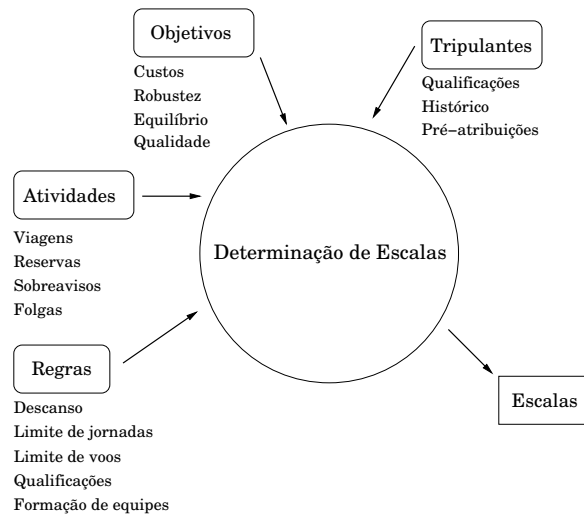 Objetivos
Custos
Robustez
Equilíbrio
Qualidade
Tripulantes
Qualificações
Histórico
Pré−atribuições
Atividades
Viagens
Reservas
Sobreavisos
Folgas
Determinação de Escalas
Regras
Descanso
Limite de jornadas
Limite de voos
Qualificações
Formação de equipes
Escalas